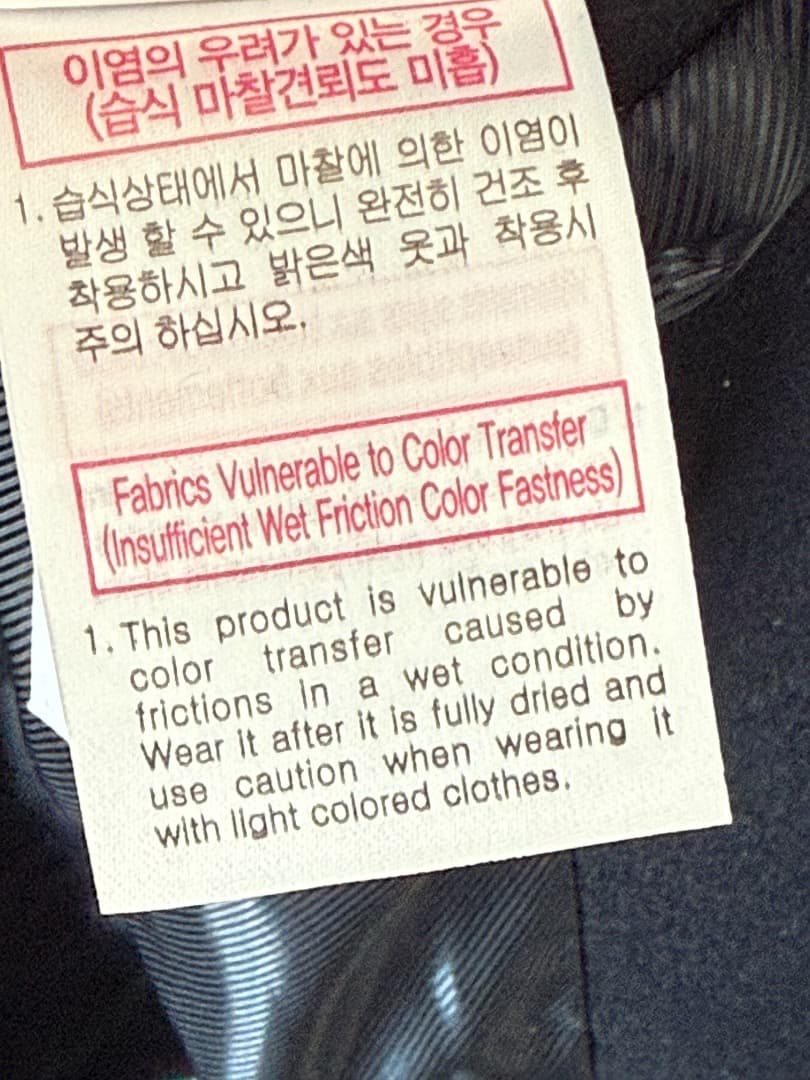 이염의 우려가 있는 경우
(습식 마찰견뢰도 미흡)
1. 습식상태에서 마찰에 의한 이염이
발생 할 수 있으니 완전히 건조 후
착용하시고 밝은색 옷과 착용시
주의 하십시오.
Fabrics Vulnerable to Color Transfer
(Insufficient Wet Friction Color Fastness)
1. This product is vulnerable to
color transfer caused by
frictions in a wet condition.
Wear it after it is fully dried and
use caution when wearing it
with light colored clothes.